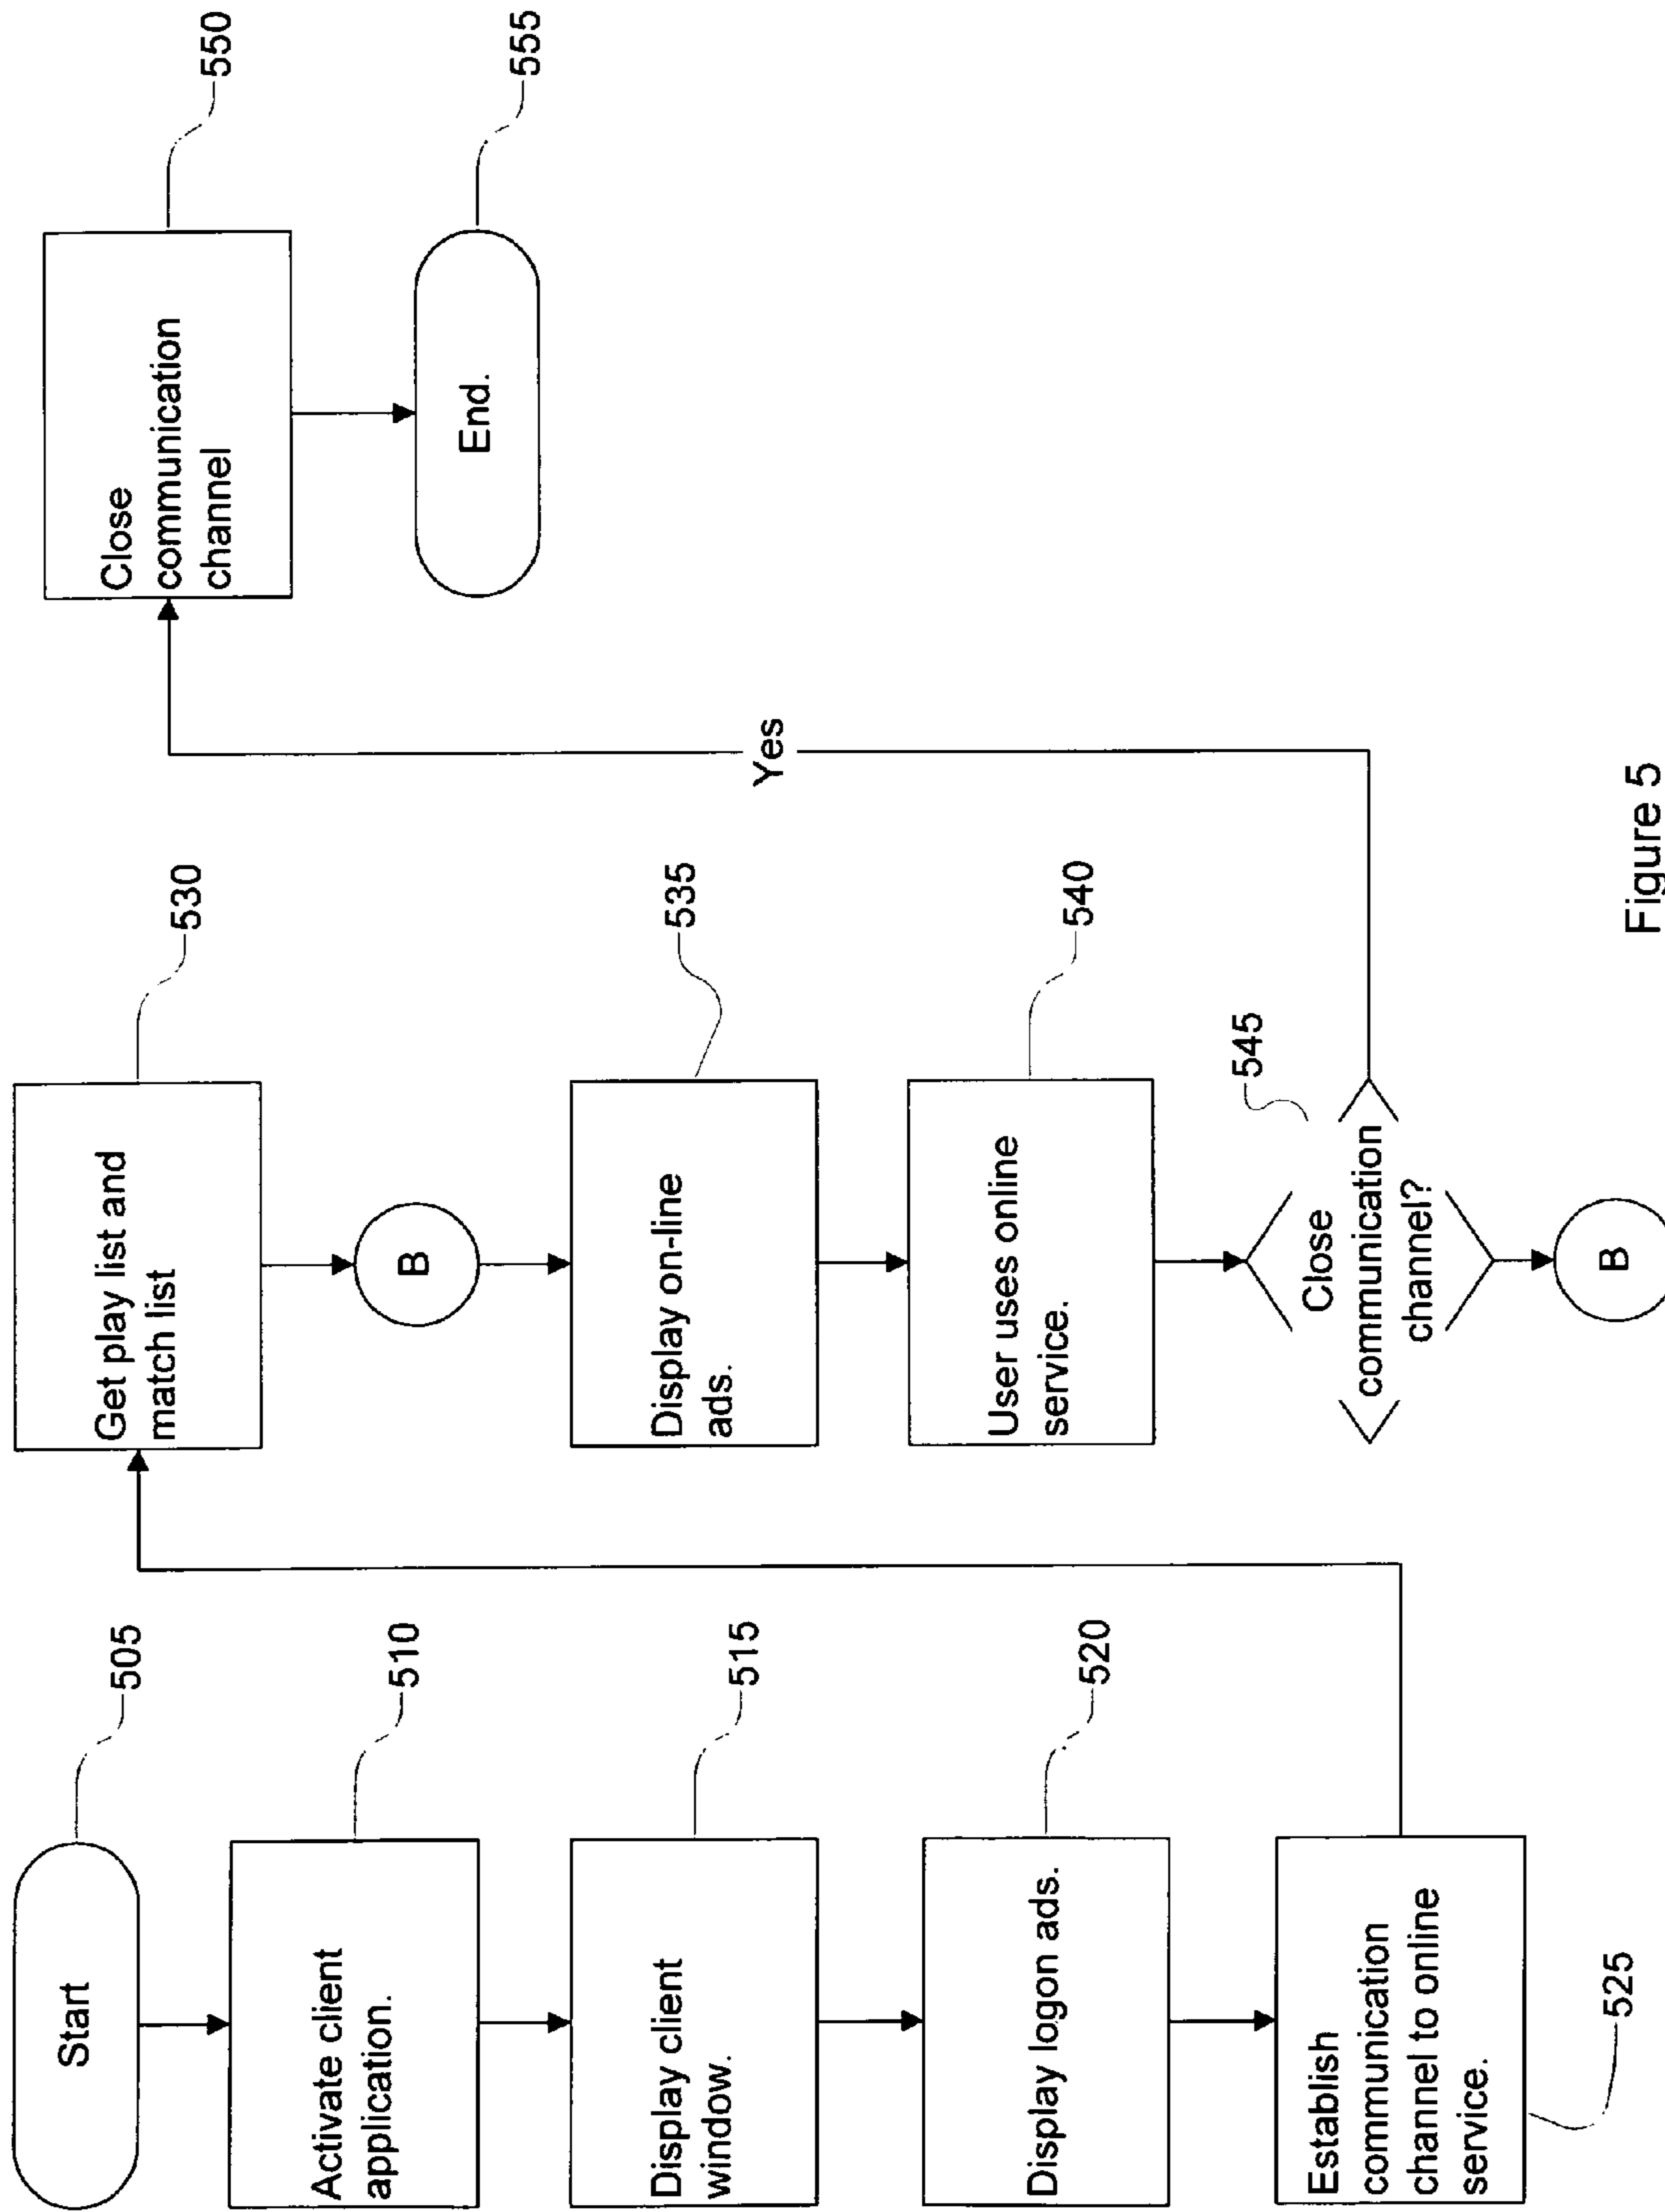 Start
505
Activate client
application.
510
Display client
window.
515
Display logon ads.
520
Establish
communication
channel to online
service.
525
Get play list and
match list
530
B
Display on-line
ads.
535
User uses online
service.
540
Close
communication
channel?
545
B
Yes
Close
communication
channel
550
End.
555
Figure 5